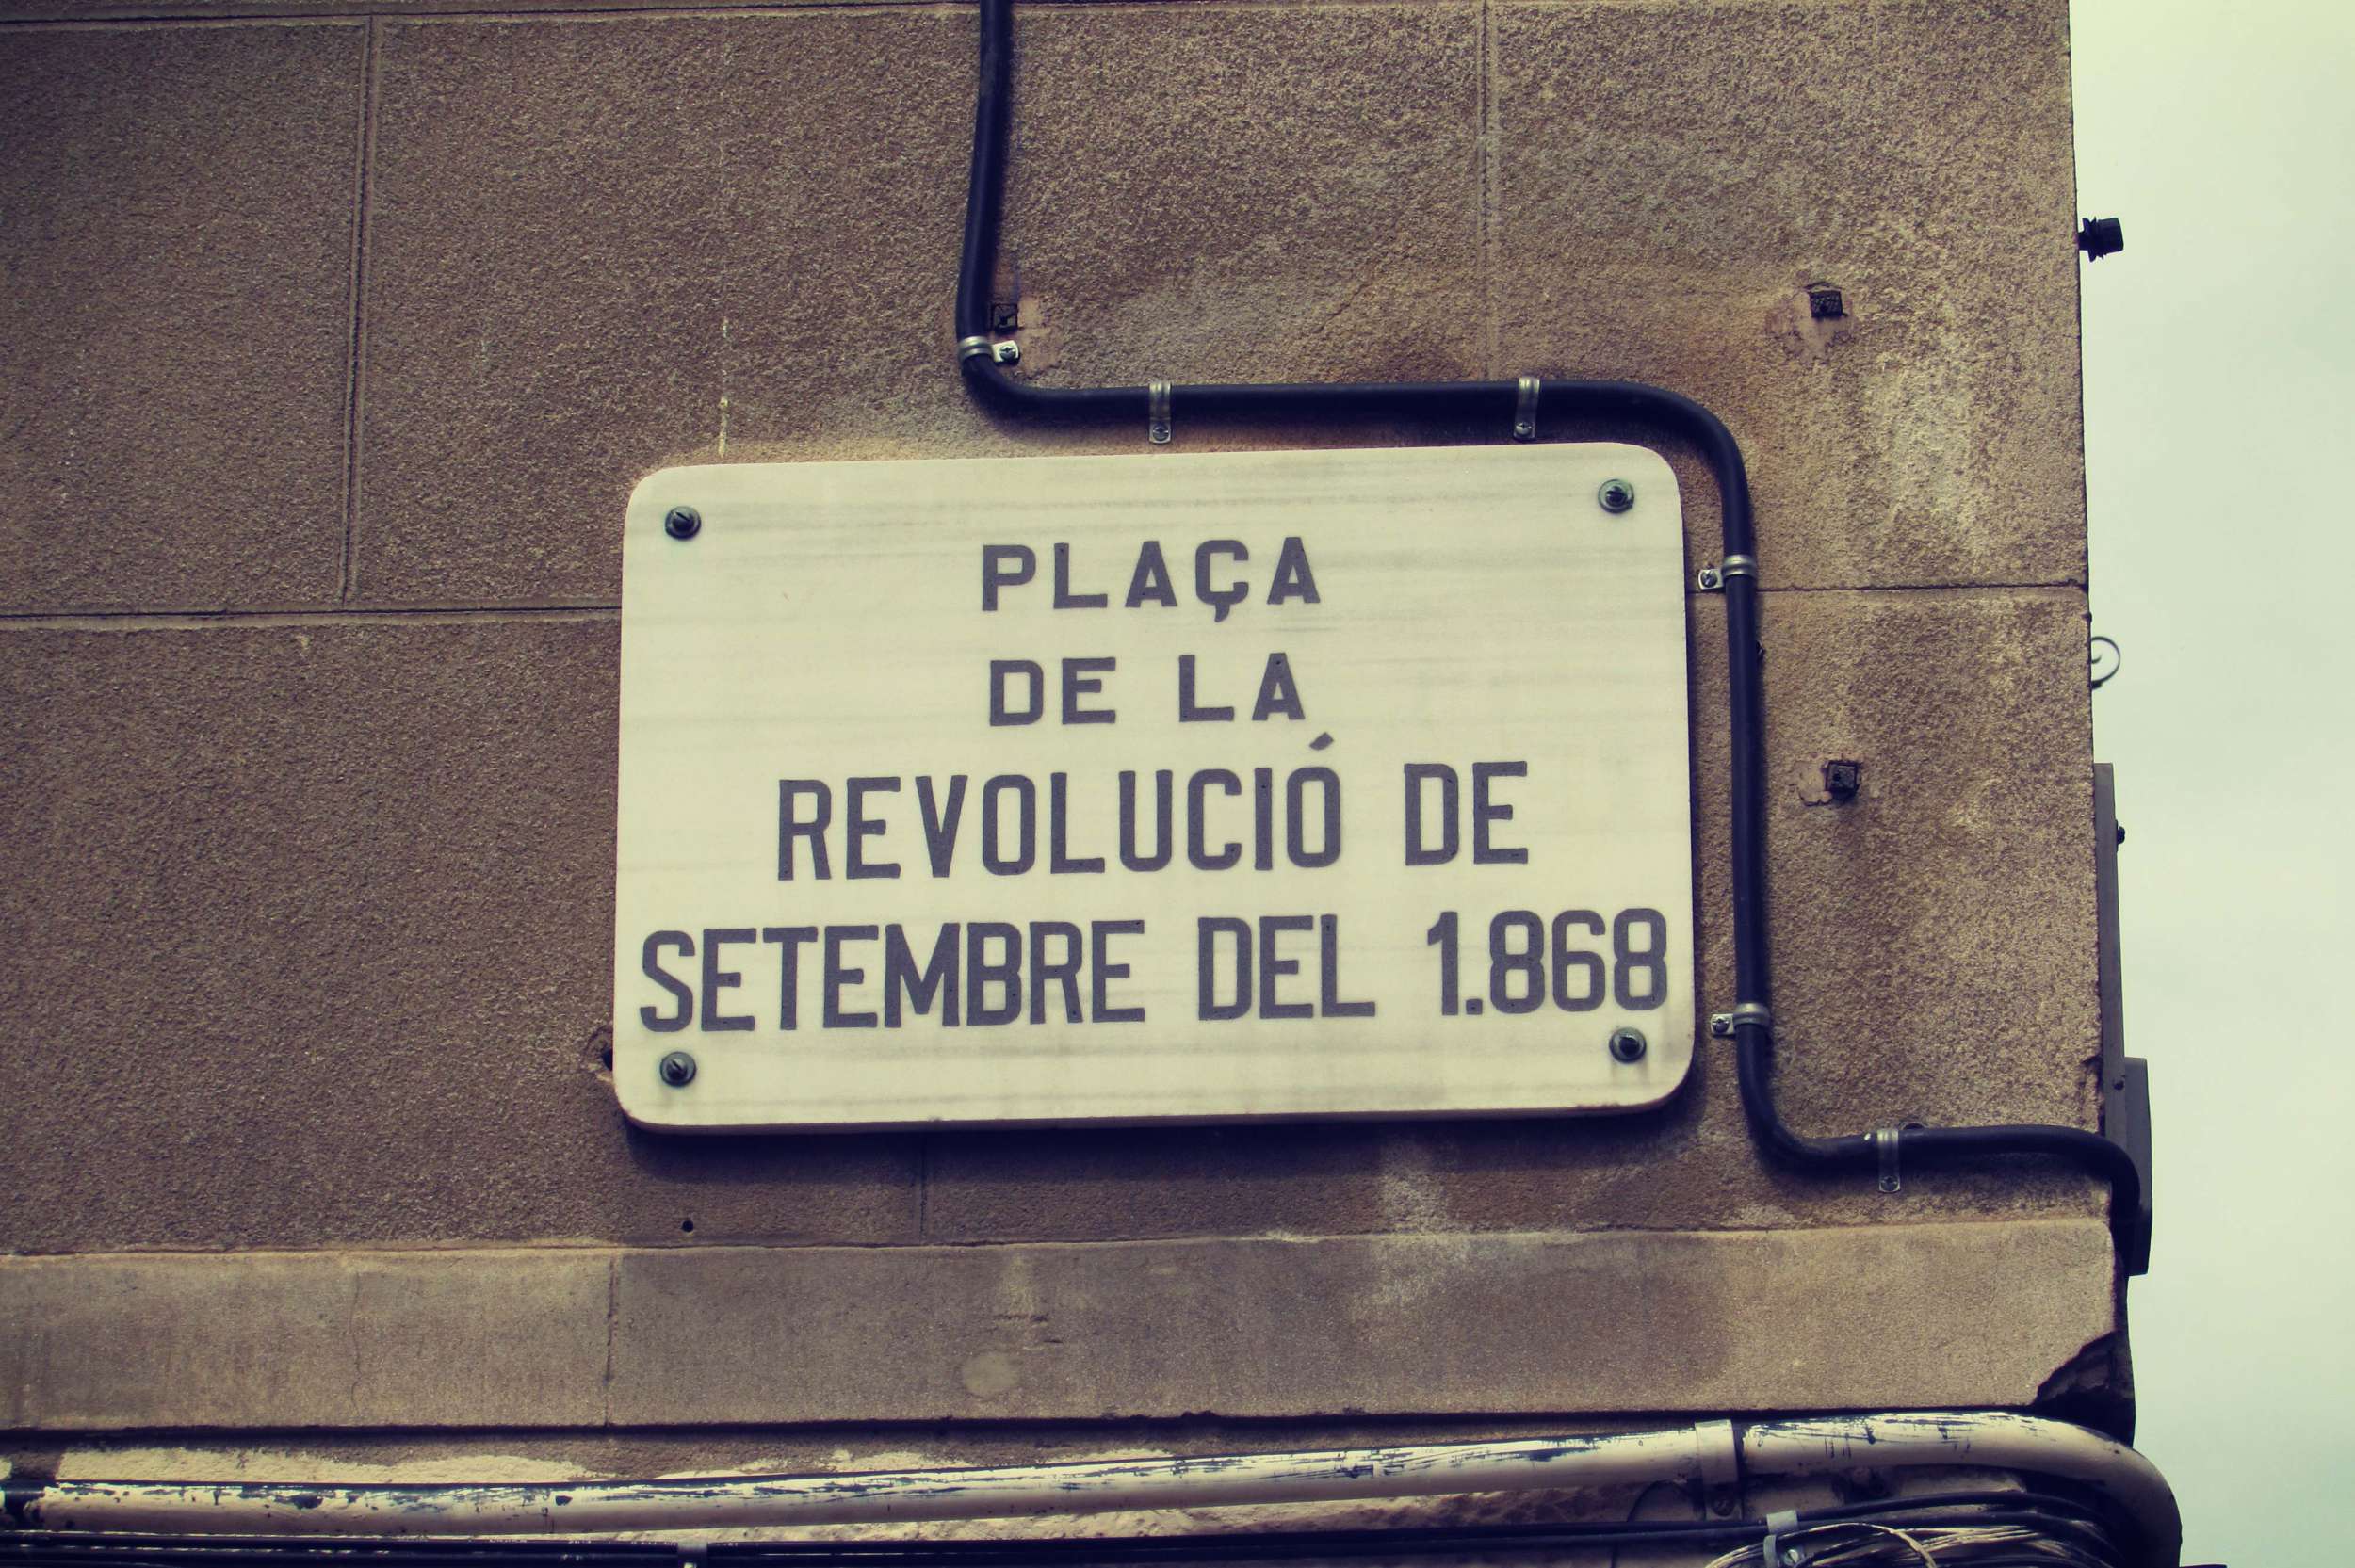 PLAÇA
DE LA
REVOLUCIÓ DE
SETEMBRE DEL 1.868